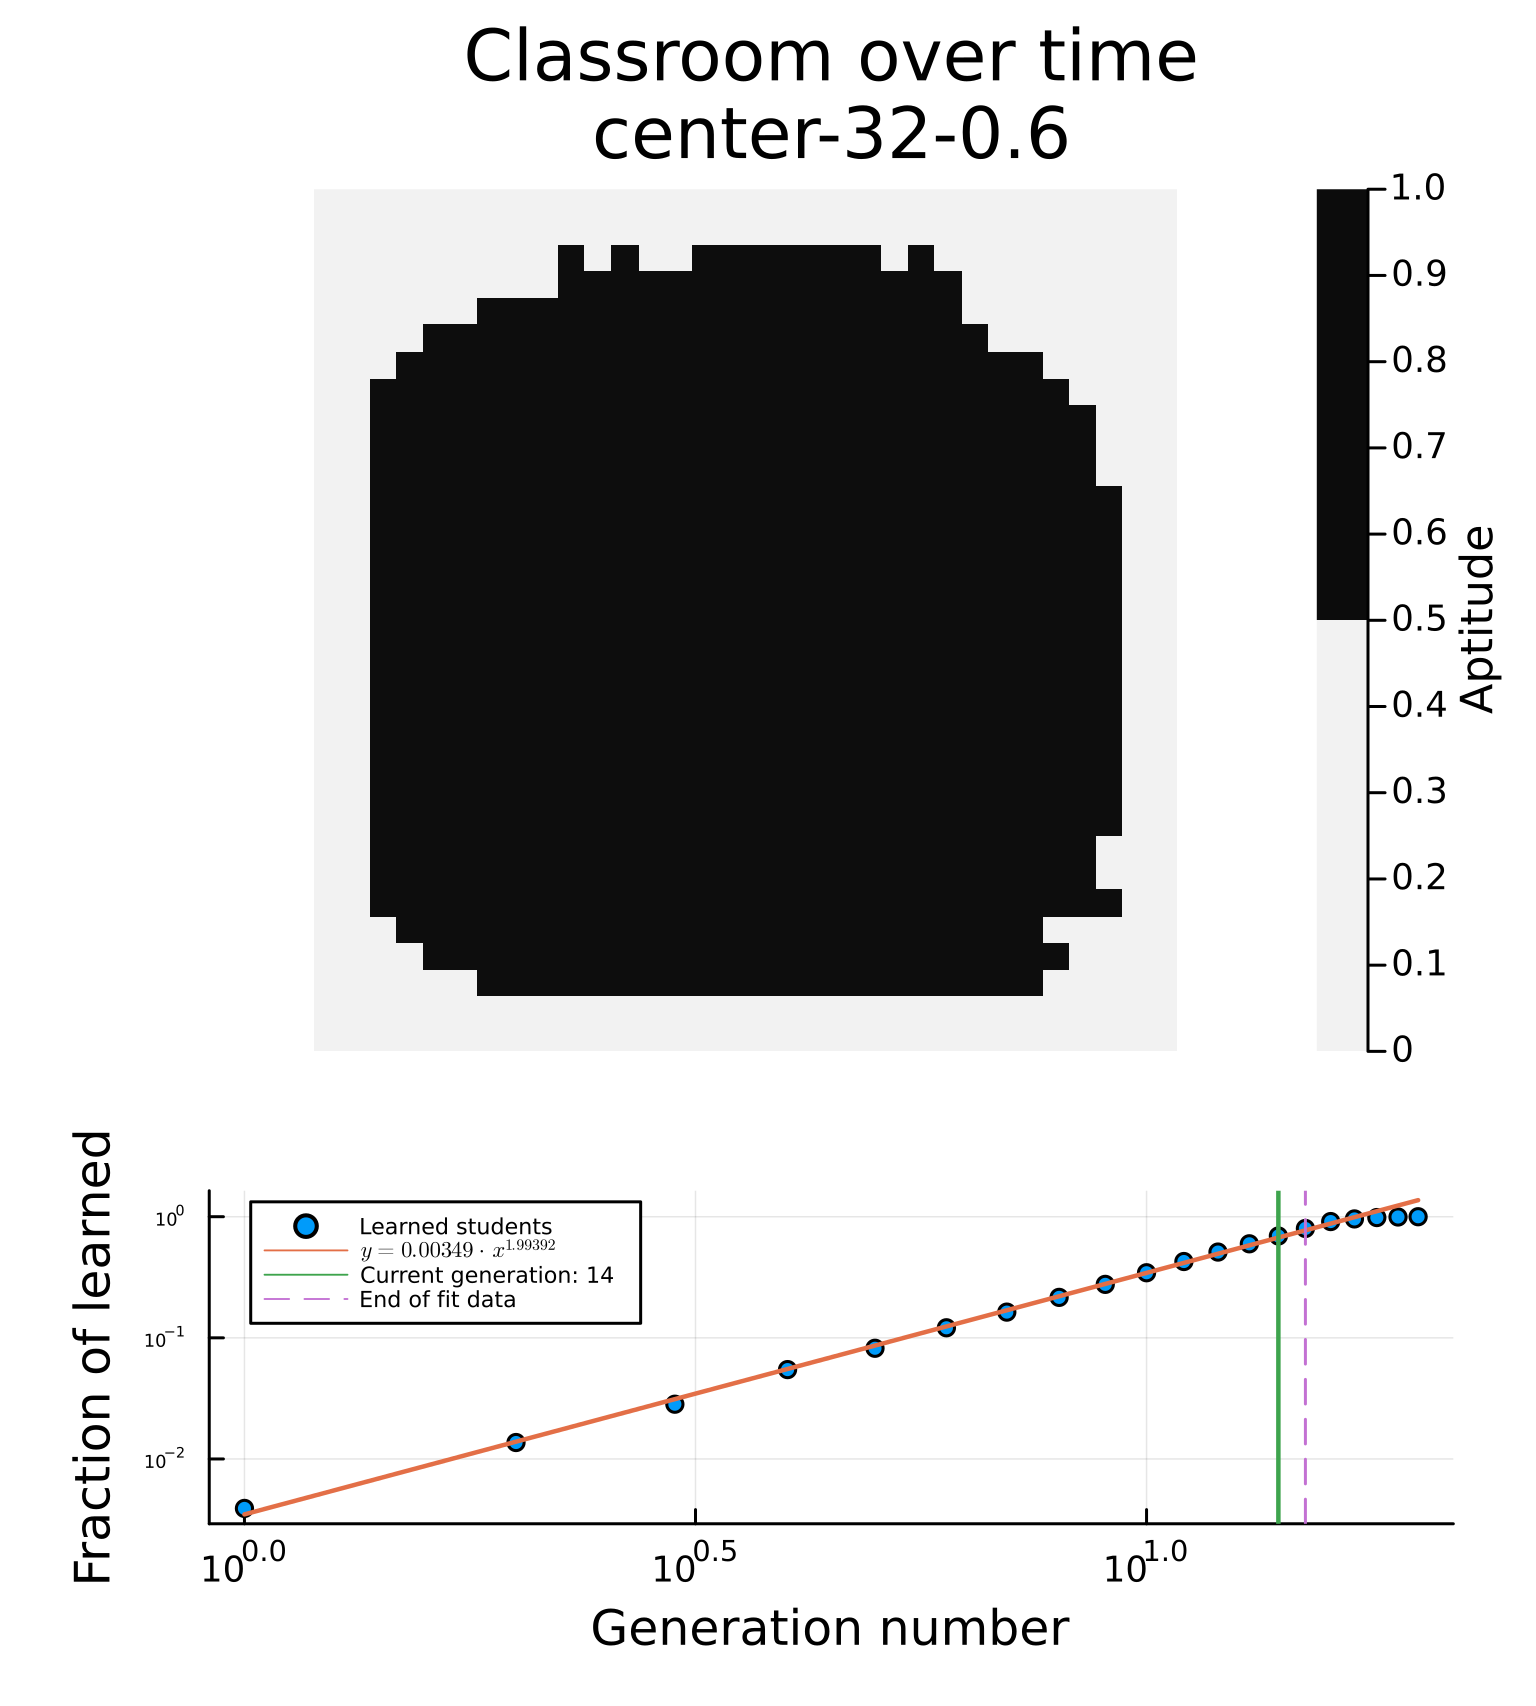 Classroom over time
center-32-0.6
1.0
0.9
0.8
0.7
0.6
0.5
0.4
0.3
0.2
0.1
0
Aptitude
Fraction of learned
10⁰
10⁻¹
10⁻²
Learned students
y = 0.00349 · x^1.99392
Current generation: 14
End of fit data
10^0.0
10^0.5
10^1.0
Generation number